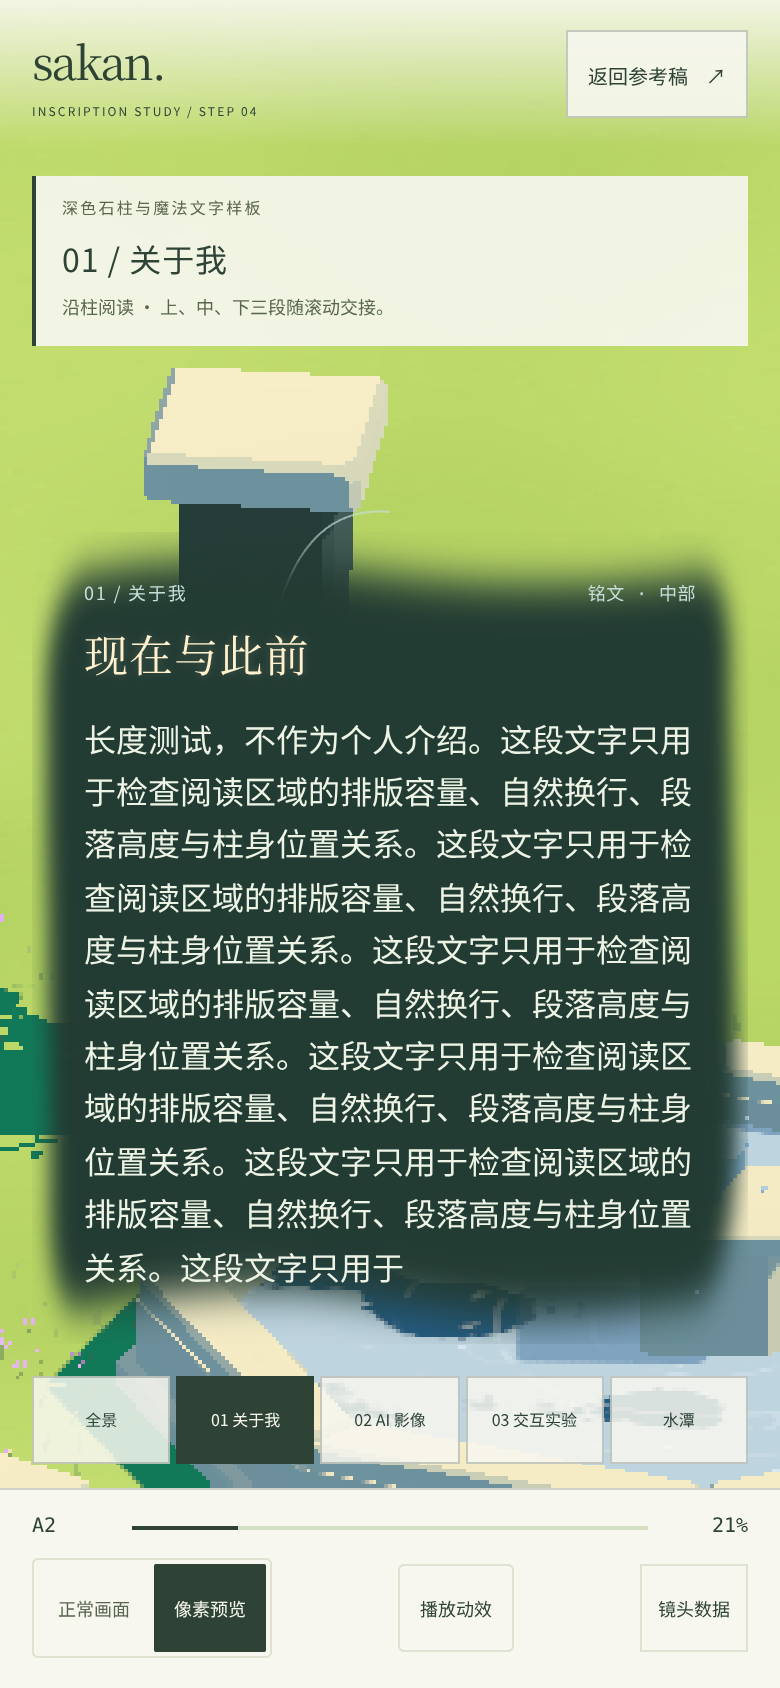 sakan.
返回参考稿 ↗
INSCRIPTION STUDY / STEP 04
深色石柱与魔法文字样板
01 / 关于我
沿柱阅读 · 上、中、下三段随滚动交接。
01 / 关于我
铭文 · 中部
现在与此前
长度测试，不作为个人介绍。这段文字只用
于检查阅读区域的排版容量、自然换行、段
落高度与柱身位置关系。这段文字只用于检
查阅读区域的排版容量、自然换行、段落高
度与柱身位置关系。这段文字只用于检查阅
读区域的排版容量、自然换行、段落高度与
柱身位置关系。这段文字只用于检查阅读区
域的排版容量、自然换行、段落高度与柱身
位置关系。这段文字只用于检查阅读区域的
排版容量、自然换行、段落高度与柱身位置
关系。这段文字只用于
全景
01 关于我
02 AI 影像
03 交互实验
水潭
A2
21%
正常画面
像素预览
播放动效
镜头数据